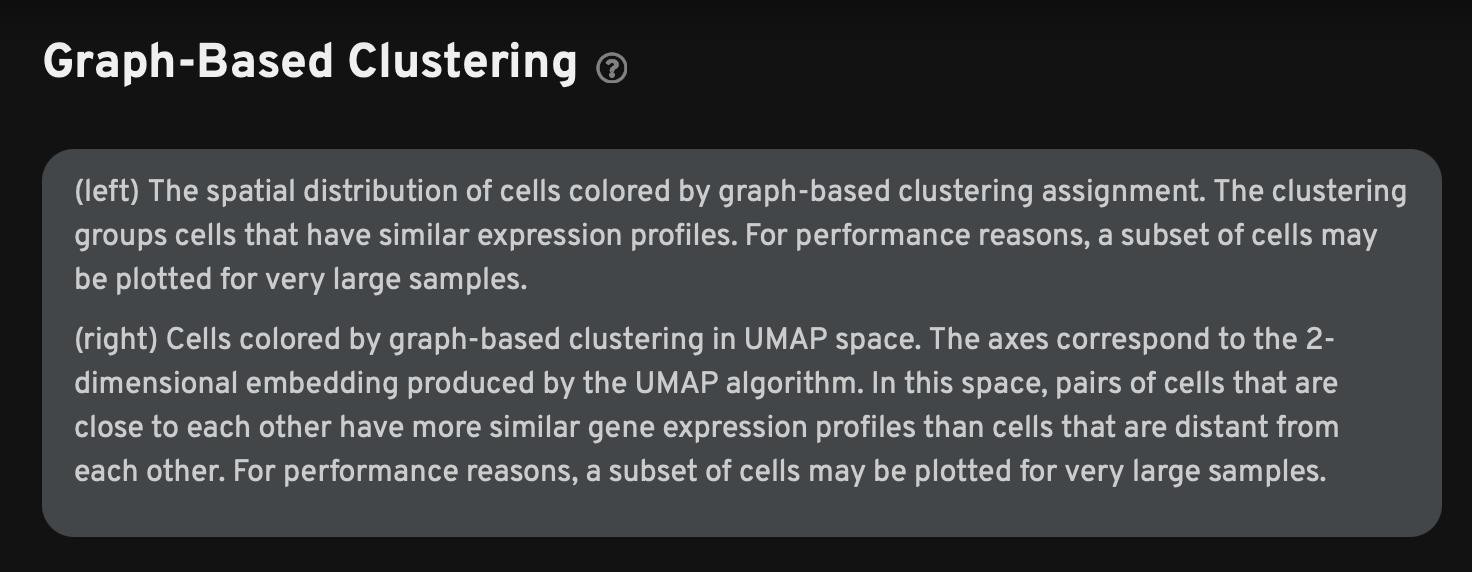 Graph-Based Clustering ?
(left) The spatial distribution of cells colored by graph-based clustering assignment. The clustering
groups cells that have similar expression profiles. For performance reasons, a subset of cells may
be plotted for very large samples.
(right) Cells colored by graph-based clustering in UMAP space. The axes correspond to the 2-
dimensional embedding produced by the UMAP algorithm. In this space, pairs of cells that are
close to each other have more similar gene expression profiles than cells that are distant from
each other. For performance reasons, a subset of cells may be plotted for very large samples.